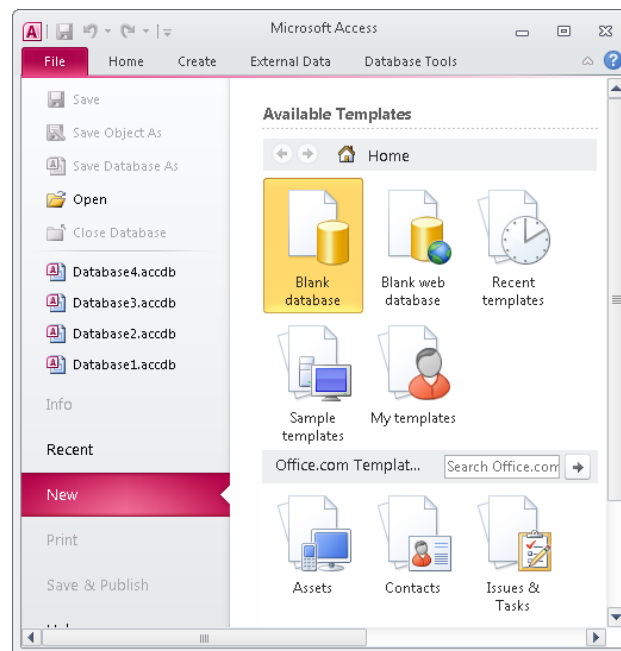 Microsoft Access
File Home Create External Data Database Tools
Save
Save Object As
Save Database As
Open
Close Database
Database4.accdb
Database3.accdb
Database2.accdb
Database1.accdb
Info
Recent
New
Print
Save & Publish
Available Templates
Home
Blank
database
Blank web
database
Recent
templates
Sample
templates
My templates
Office.com Templat... Search Office.com
Assets
Contacts
Issues &
Tasks